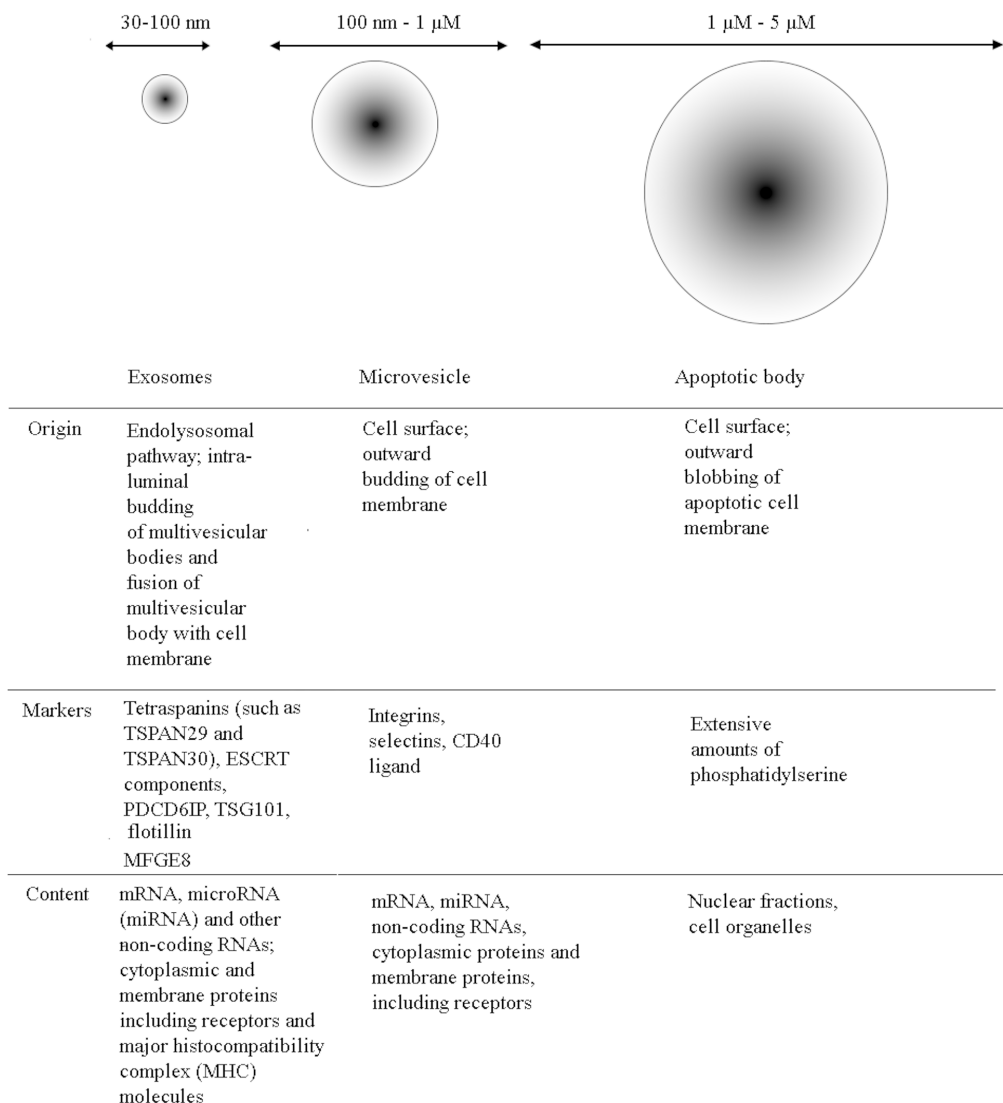 30-100 nm
100 nm - 1 µM
1 µM - 5 µM
Exosomes
Microvesicle
Apoptotic body
Origin
Endolysosomal
pathway; intra-
luminal
budding
of multivesicular
bodies and
fusion of
multivesicular
body with cell
membrane
Cell surface;
outward
budding of cell
membrane
Cell surface;
outward
blobbing of
apoptotic cell
membrane
Markers
Tetraspanins (such as
TSPAN29 and
TSPAN30), ESCRT
components,
PDCD6IP, TSG101,
flotillin
MFGE8
Integrins,
selectins, CD40
ligand
Extensive
amounts of
phosphatidylserine
Content
mRNA, microRNA
(miRNA) and other
non-coding RNAs;
cytoplasmic and
membrane proteins
including receptors and
major histocompatibility
complex (MHC)
molecules
mRNA, miRNA,
non-coding RNAs,
cytoplasmic proteins and
membrane proteins,
including receptors
Nuclear fractions,
cell organelles